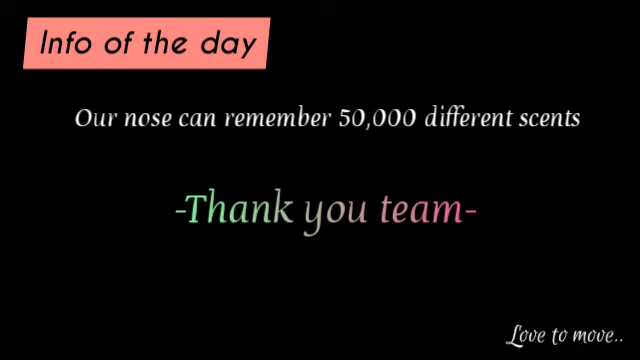 Info of the day
Our nose can remember 50,000 different scents
-Thank you team-
Love to move..